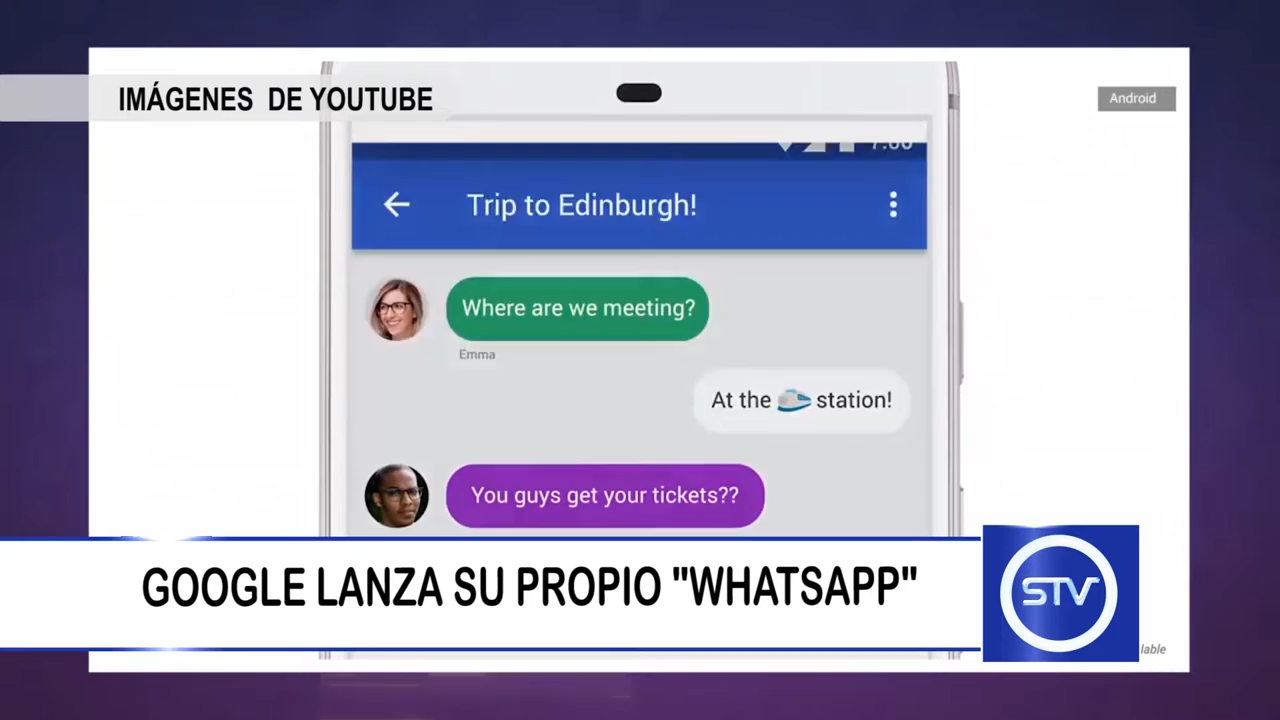 IMÁGENES DE YOUTUBE
Android
Trip to Edinburgh!
Where are we meeting?
Emma
At the station!
You guys get your tickets??
GOOGLE LANZA SU PROPIO "WHATSAPP"
STV